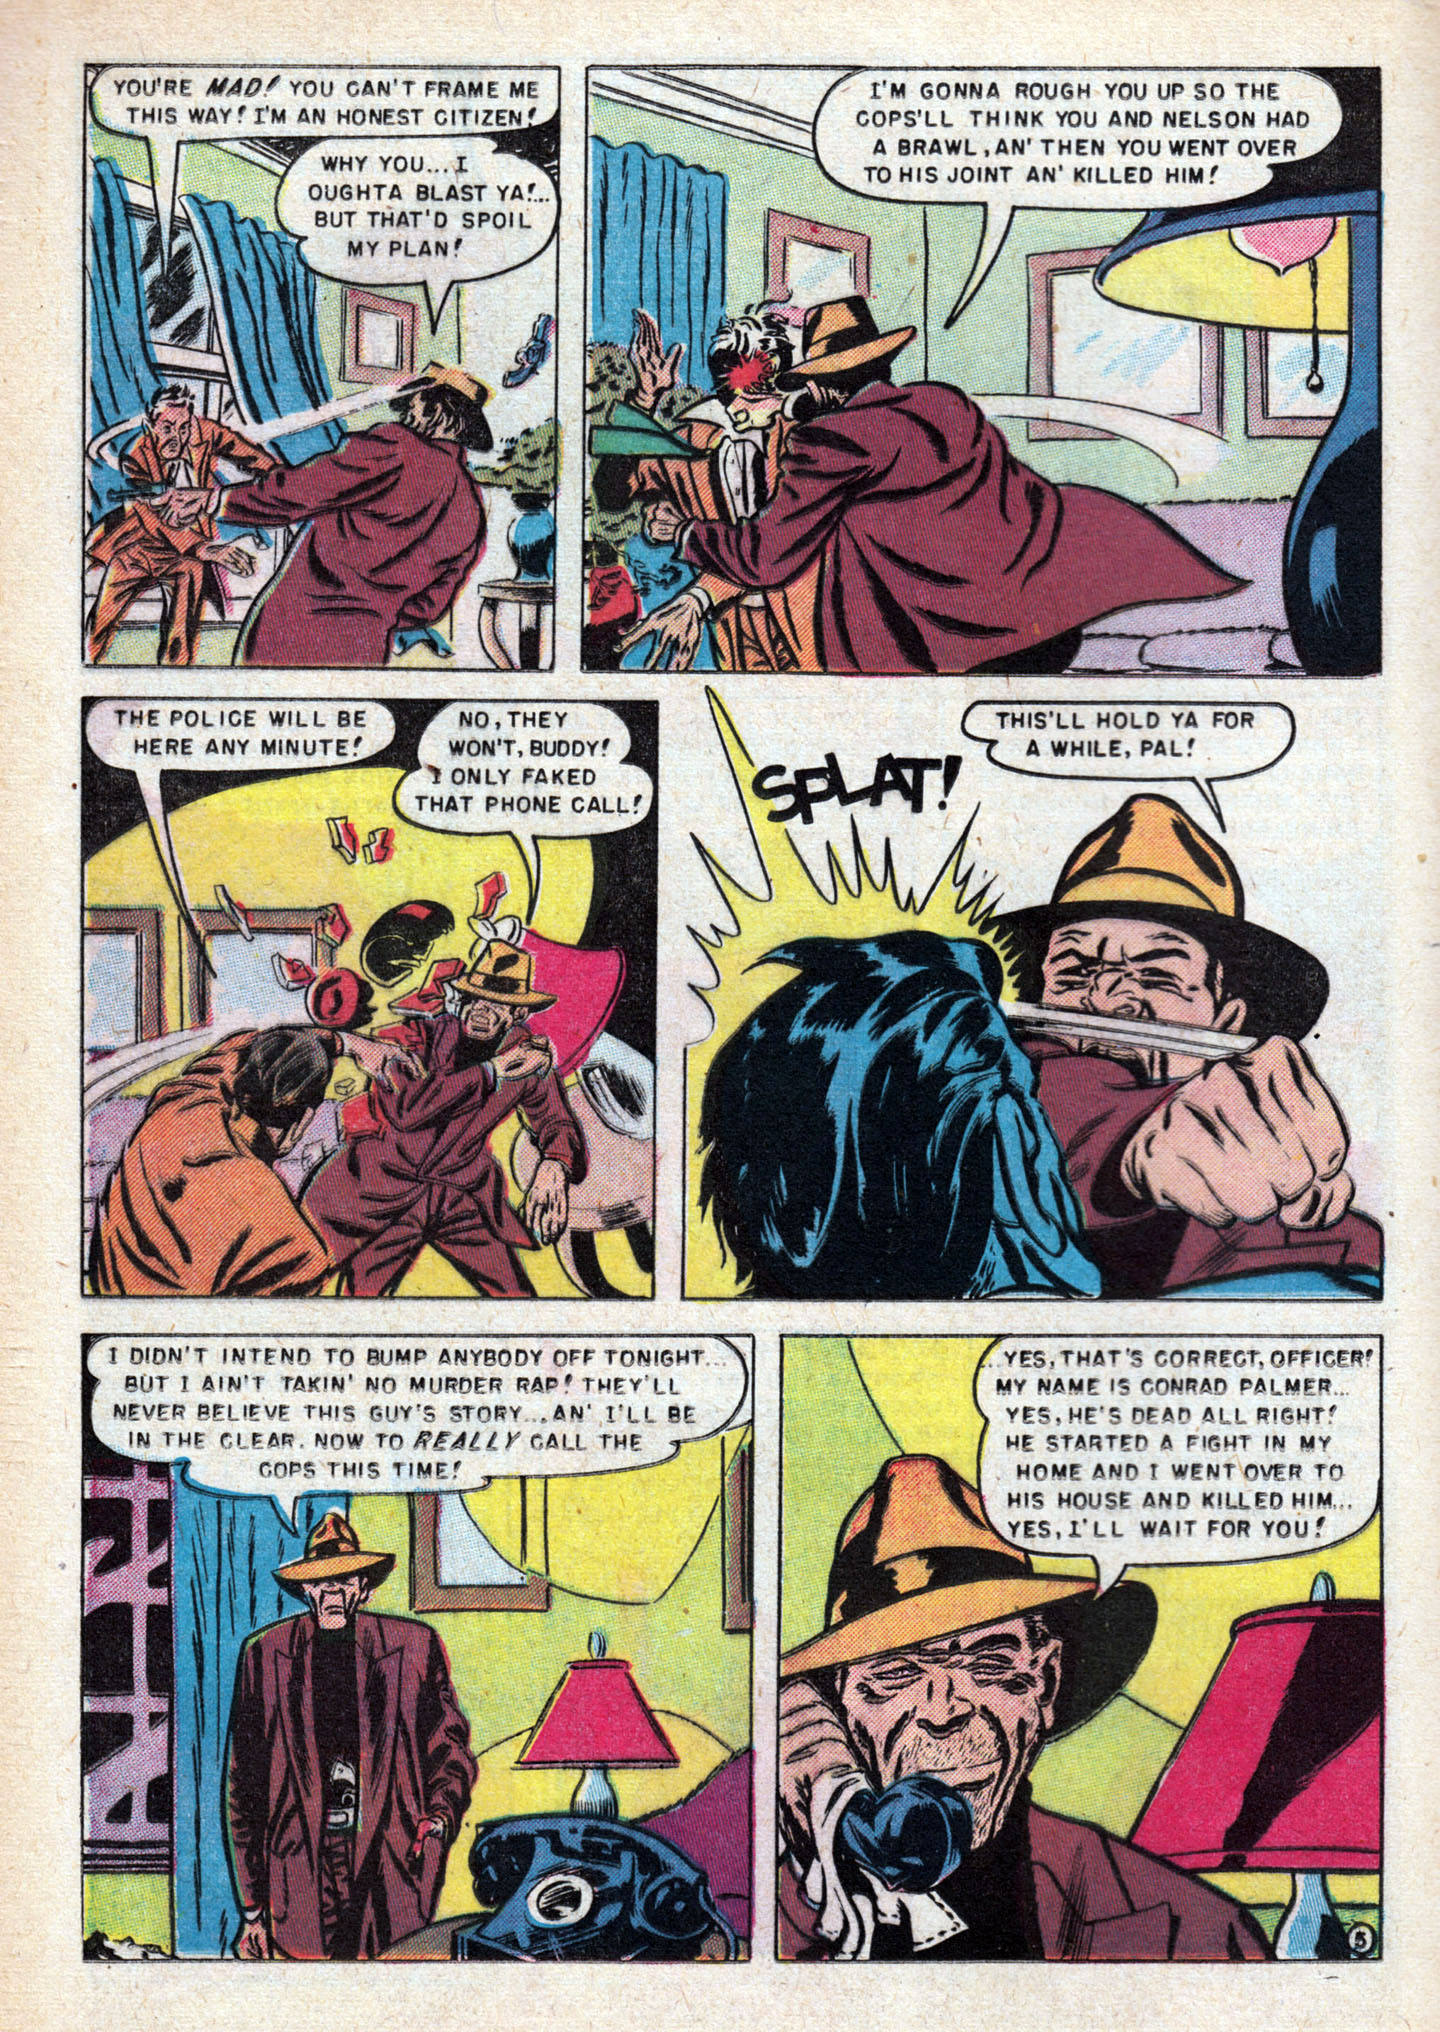 YOU'RE MAD! YOU CAN'T FRAME ME
THIS WAY! I'M AN HONEST CITIZEN!
WHY YOU...I
OUGHTA BLAST YA!...
BUT THAT'D SPOIL
MY PLAN!
I'M GONNA ROUGH YOU UP SO THE
COPS'LL THINK YOU AND NELSON HAD
A BRAWL, AN' THEN YOU WENT OVER
TO HIS JOINT AN' KILLED HIM!
THE POLICE WILL BE
HERE ANY MINUTE!
NO, THEY
WON'T, BUDDY!
I ONLY FAKED
THAT PHONE CALL!
SPLAT!
THIS'LL HOLD YA FOR
A WHILE, PAL!
I DIDN'T INTEND TO BUMP ANYBODY OFF TONIGHT...
BUT I AIN'T TAKIN' NO MURDER RAP! THEY'LL
NEVER BELIEVE THIS GUY'S STORY...AN' I'LL BE
IN THE CLEAR. NOW TO REALLY CALL THE
COPS THIS TIME!
...YES, THAT'S CORRECT, OFFICER!
MY NAME IS CONRAD PALMER...
YES, HE'S DEAD ALL RIGHT!
HE STARTED A FIGHT IN MY
HOME AND I WENT OVER TO
HIS HOUSE AND KILLED HIM...
YES, I'LL WAIT FOR YOU!
5